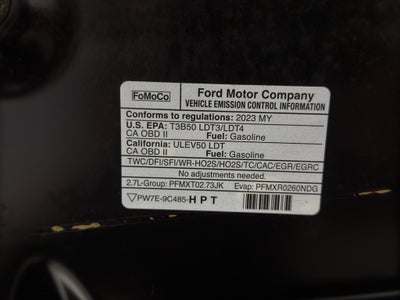 FoMoCo
Ford Motor Company
VEHICLE EMISSION CONTROL INFORMATION
Conforms to regulations: 2023 MY
U.S. EPA: T3B50 LDT3/LDT4
CA OBD II Fuel: Gasoline
California: ULEV50 LDT
CA OBD II Fuel: Gasoline
TWC/DFI/SFI/WR-HO2S/HO2S/TC/CAC/EGR/EGRC
No adjustments needed.
2.7L-Group: PFMXT02.73JK Evap: PFMXR0260NDG
PW7E-9C485-HPT